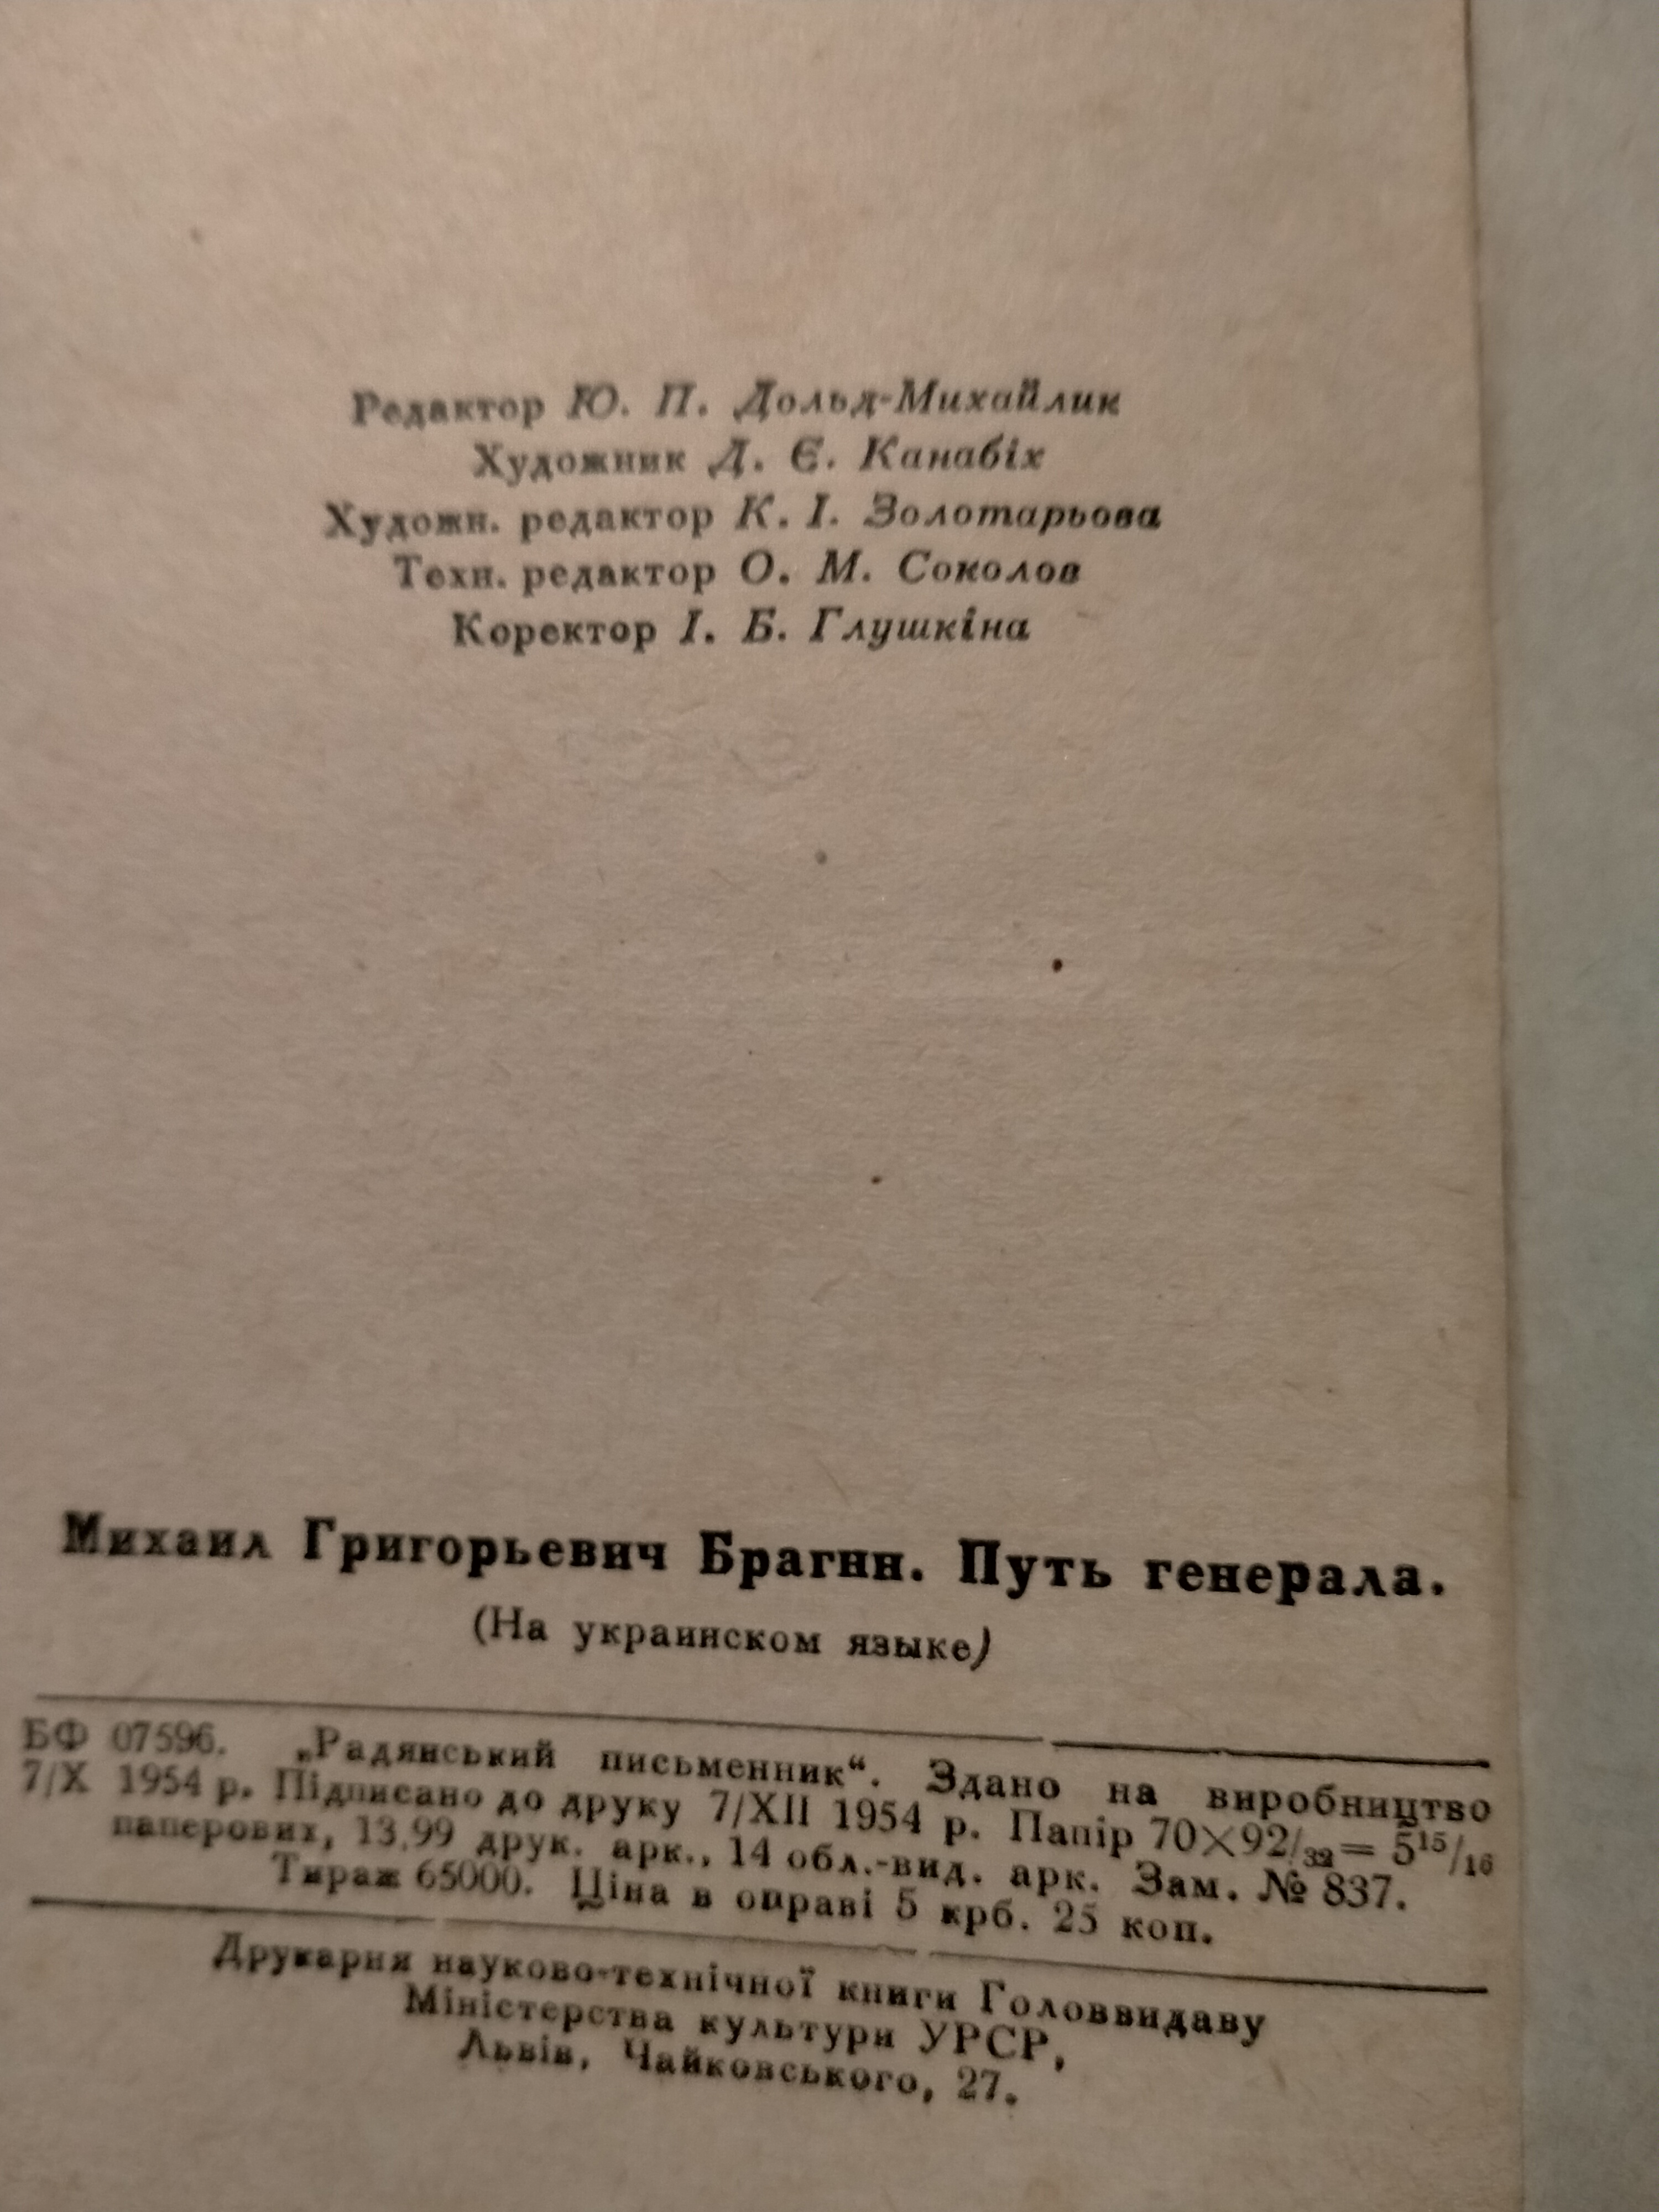 Редактор Ю. П. Дольд-Михайлик
Художник Д. Є. Канабіх
Художн. редактор К. І. Золотарьова
Техн. редактор О. М. Соколов
Коректор І. Б. Глушкіна
Михаил Григорьевич Брагин. Путь генерала.
(На украинском языке)
БФ 07596. „Радянський письменник“. Здано на виробництво
7/X 1954 р. Підписано до друку 7/XII 1954 р. Папір 70×92/₃₂= 5¹⁵/₁₆
паперових, 13,99 друк. арк., 14 обл.-вид. арк. Зам. № 837.
Тираж 65000. Ціна в оправі 5 крб. 25 коп.
Друкарня науково-технічної книги Головвидаву
Міністерства культури УРСР,
Львів, Чайковського, 27.